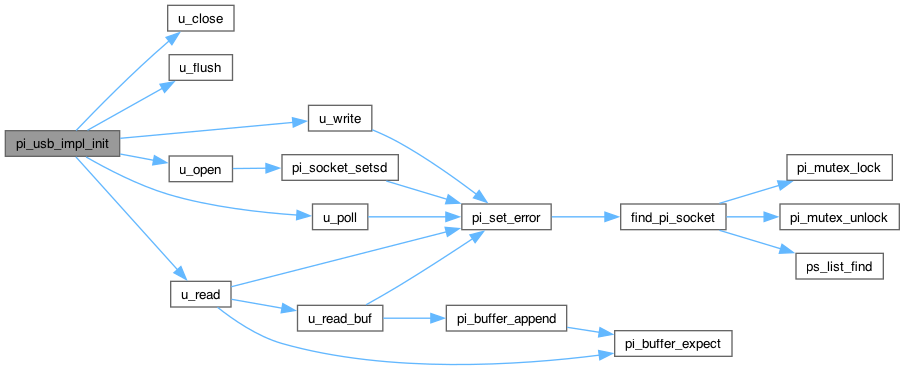 pi_usb_impl_init
u_close
u_flush
u_write
u_open
pi_socket_setsd
u_poll
pi_set_error
find_pi_socket
pi_mutex_lock
pi_mutex_unlock
ps_list_find
u_read
u_read_buf
pi_buffer_append
pi_buffer_expect